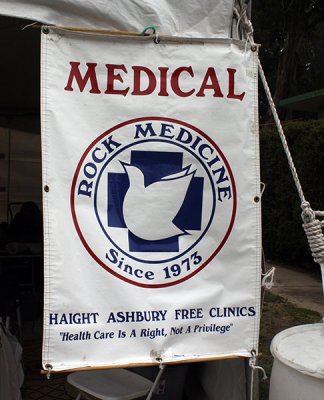 MEDICAL
ROCK MEDICINE
Since 1973
HAIGHT ASHBURY FREE CLINICS
"Health Care Is A Right, Not A Privilege"